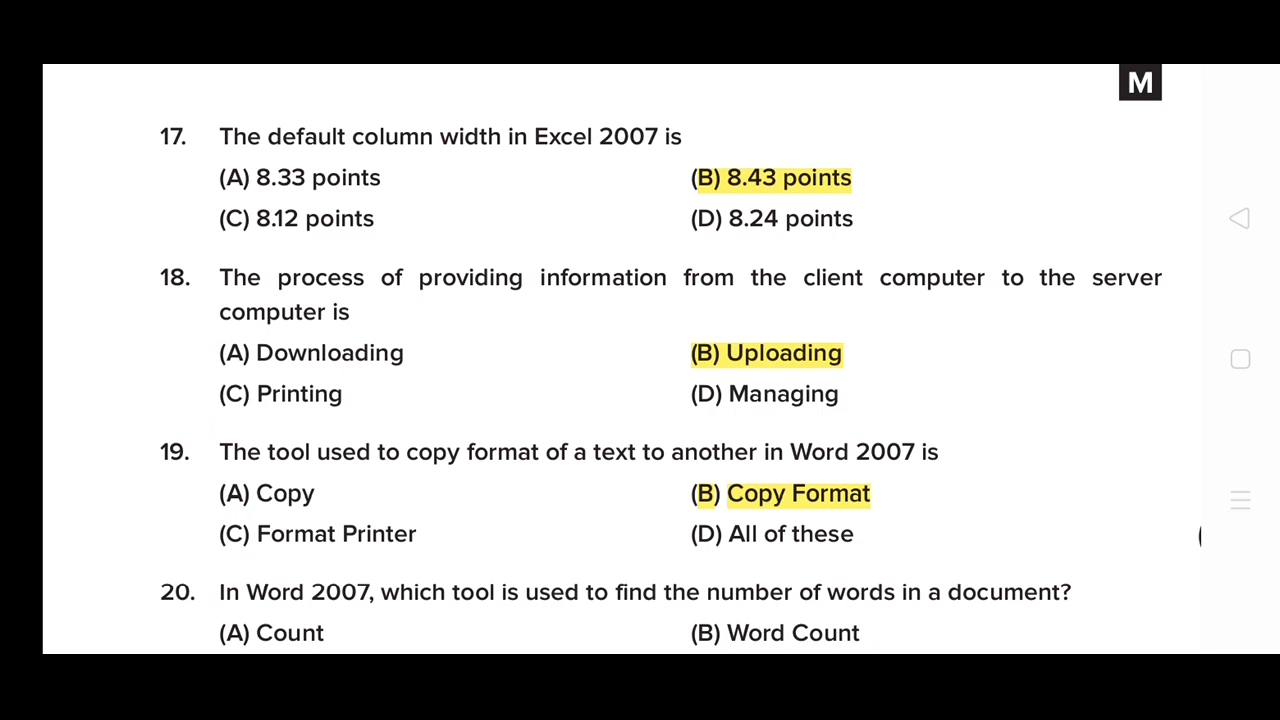 M
17. The default column width in Excel 2007 is
(A) 8.33 points (B) 8.43 points
(C) 8.12 points (D) 8.24 points
18. The process of providing information from the client computer to the server
computer is
(A) Downloading (B) Uploading
(C) Printing (D) Managing
19. The tool used to copy format of a text to another in Word 2007 is
(A) Copy (B) Copy Format
(C) Format Printer (D) All of these
20. In Word 2007, which tool is used to find the number of words in a document?
(A) Count (B) Word Count